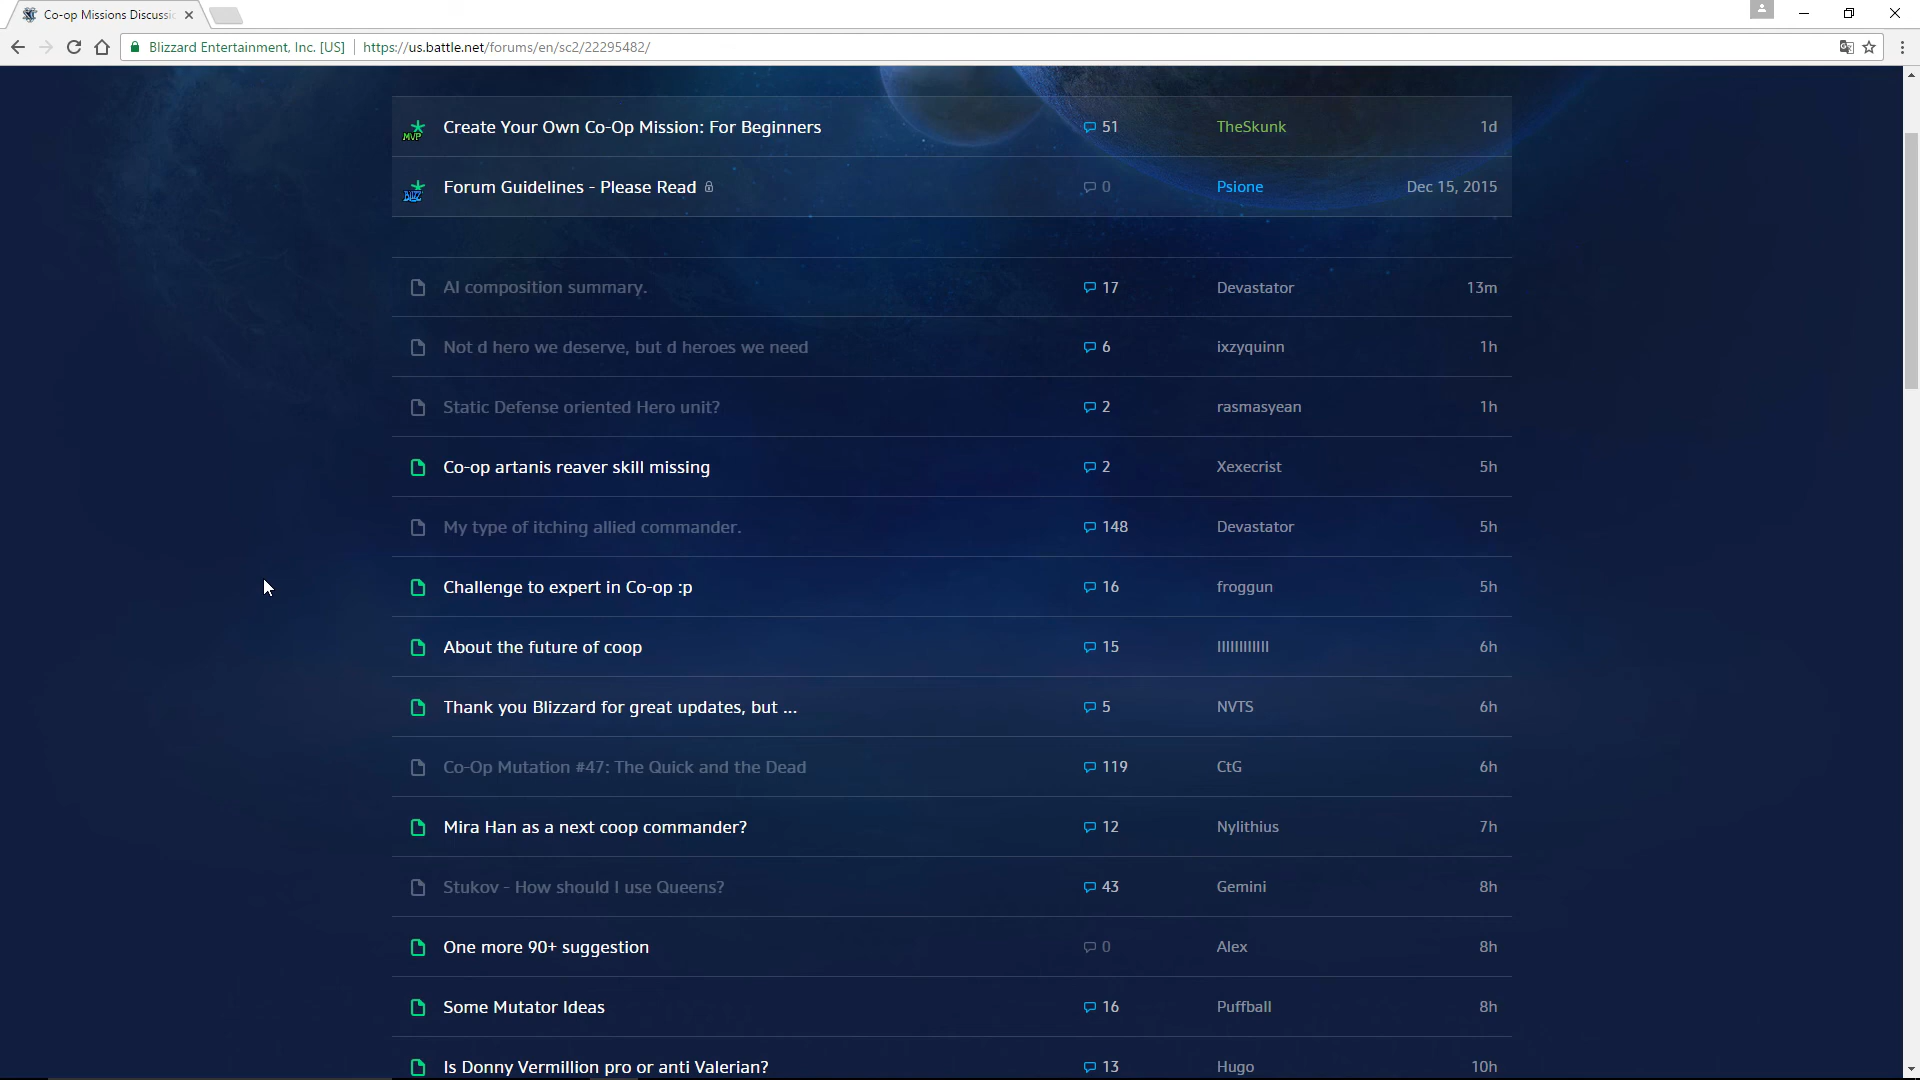 Co-op Missions Discussi
Blizzard Entertainment, Inc. [US] https://us.battle.net/forums/en/sc2/22295482/
MVP Create Your Own Co-Op Mission: For Beginners 51 TheSkunk 1d
BLIZZ Forum Guidelines - Please Read 0 Psione Dec 15, 2015
AI composition summary. 17 Devastator 13m
Not d hero we deserve, but d heroes we need 6 ixzyquinn 1h
Static Defense oriented Hero unit? 2 rasmasyean 1h
Co-op artanis reaver skill missing 2 Xexecrist 5h
My type of itching allied commander. 148 Devastator 5h
Challenge to expert in Co-op :p 16 froggun 5h
About the future of coop 15 6h
Thank you Blizzard for great updates, but ... 5 NVTS 6h
Co-Op Mutation #47: The Quick and the Dead 119 CtG 6h
Mira Han as a next coop commander? 12 Nylithius 7h
Stukov - How should I use Queens? 43 Gemini 8h
One more 90+ suggestion 0 Alex 8h
Some Mutator Ideas 16 Puffball 8h
Is Donny Vermillion pro or anti Valerian? 13 Hugo 10h